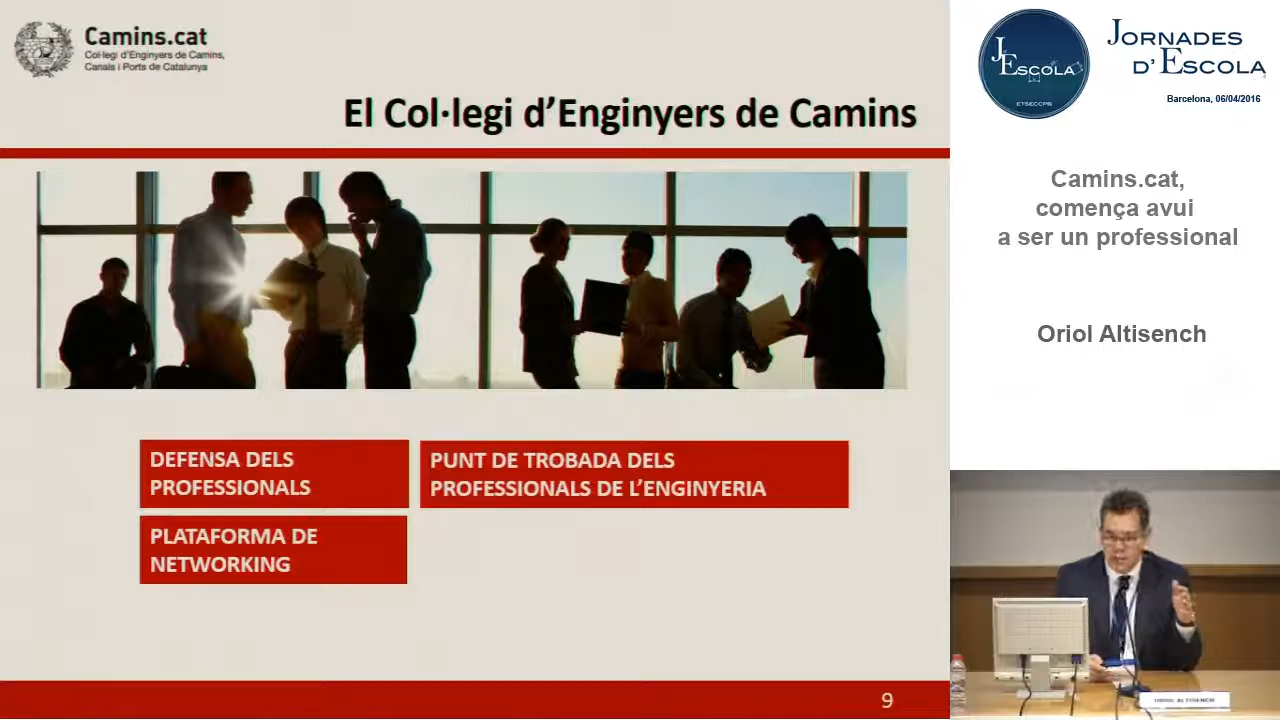 Camins.cat
Col·legi d'Enginyers de Camins,
Canals i Ports de Catalunya
El Col·legi d'Enginyers de Camins
DEFENSA DELS
PROFESSIONALS
PUNT DE TROBADA DELS
PROFESSIONALS DE L'ENGINYERIA
PLATAFORMA DE
NETWORKING
9
J
ESCOLA
ETSECCPB
JORNADES
D'ESCOLA
Barcelona, 06/04/2016
Camins.cat,
comença avui
a ser un professional
Oriol Altisench
ORIOL ALTISENCH